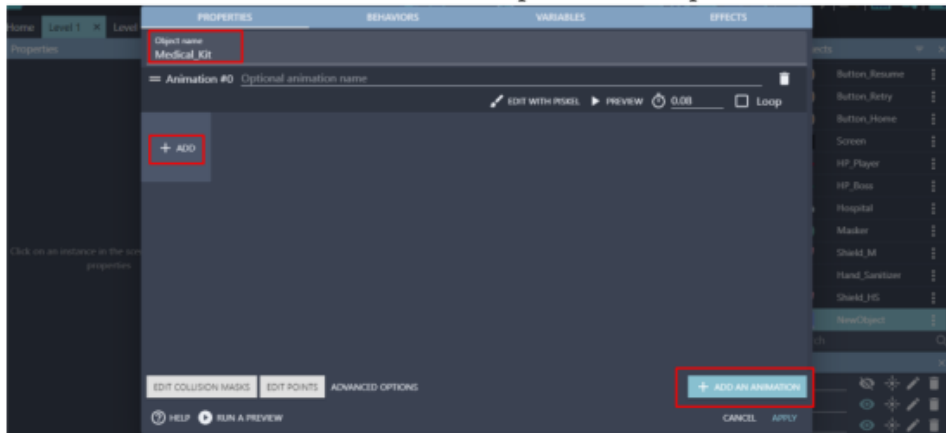 PROPERTIES BEHAVIORS VARIABLES EFFECTS
Home Level 1 × Level
Properties
Object name
Medical_Kit
Animation #0 Optional animation name
EDIT WITH PISKEL PREVIEW 0.08 Loop
+ ADD
Button_Resume
Button_Retry
Button_Home
Screen
HP_Player
HP_Boss
Hospital
Masker
Shield_M
Hand_Sanitizer
Shield_HS
NewObject
Click on an instance in the
properties
EDIT COLLISION MASKS EDIT POINTS ADVANCED OPTIONS + ADD AN ANIMATION
HELP RUN A PREVIEW CANCEL APPLY